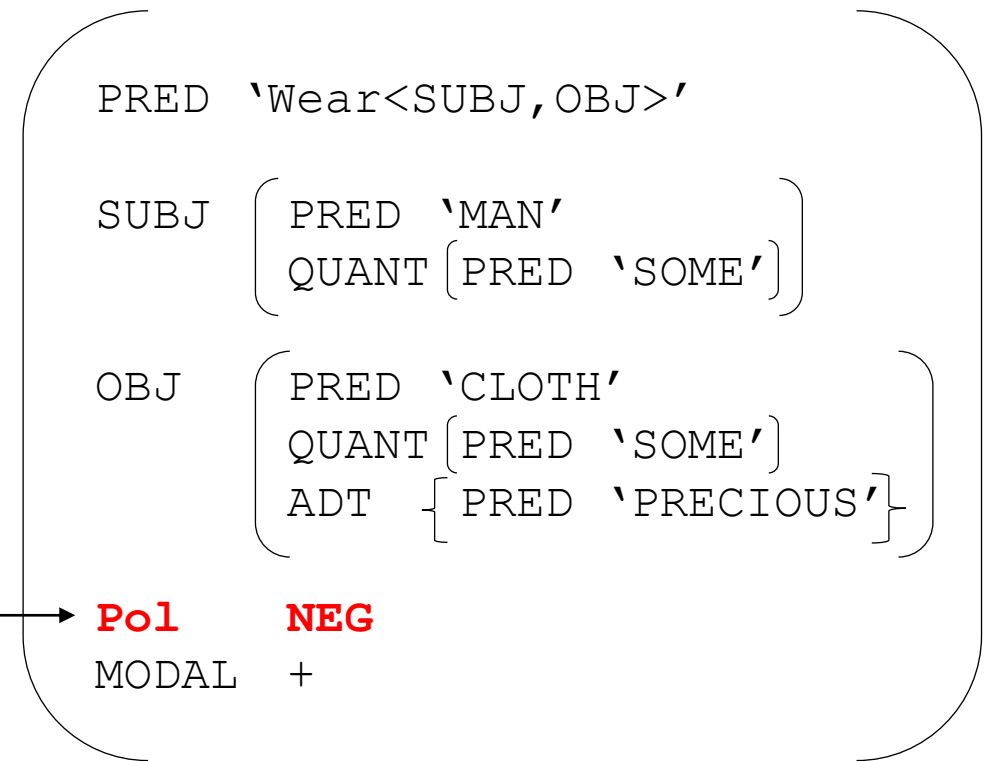 PRED ‘Wear<SUBJ,OBJ>’
SUBJ PRED ‘MAN’
QUANT PRED ‘SOME’
OBJ PRED ‘CLOTH’
QUANT PRED ‘SOME’
ADT PRED ‘PRECIOUS’
Pol NEG
MODAL +